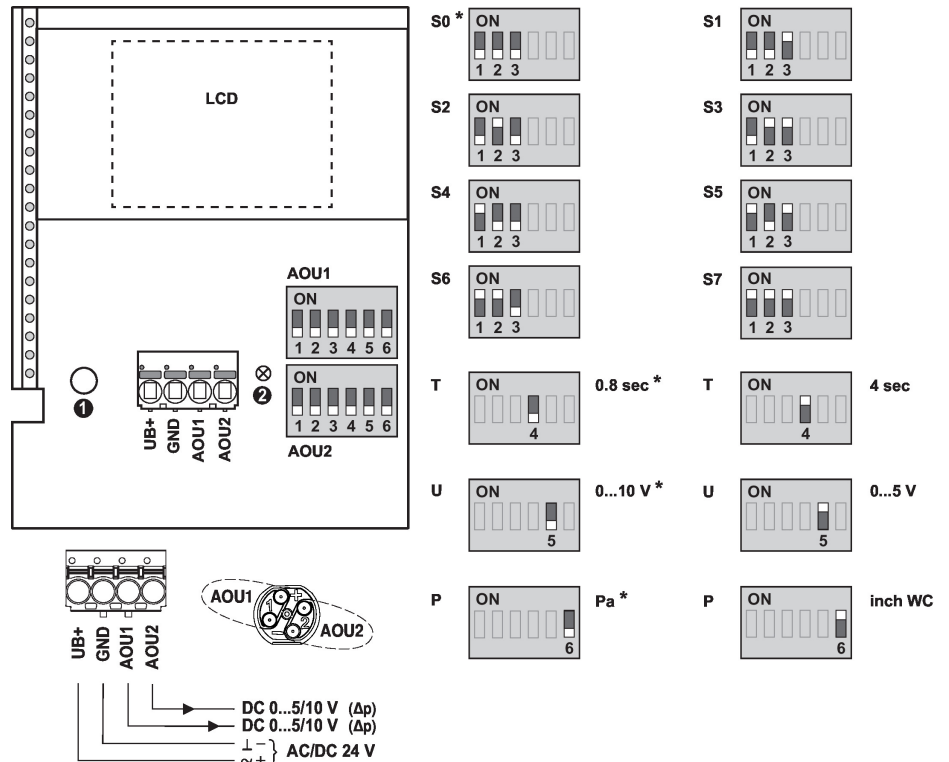 LCD
AOU1
ON
1 2 3 4 5 6
❶
❷
ON
1 2 3 4 5 6
AOU2
UB+
GND
AOU1
AOU2
UB+
GND
AOU1
AOU2
AOU1
1
+
2
−
AOU2
DC 0...5/10 V (Δp)
DC 0...5/10 V (Δp)
⊥ −
~ +
} AC/DC 24 V
S0 *
ON
1 2 3
S1
ON
1 2 3
S2
ON
1 2 3
S3
ON
1 2 3
S4
ON
1 2 3
S5
ON
1 2 3
S6
ON
1 2 3
S7
ON
1 2 3
T
ON
4
0.8 sec *
T
ON
4
4 sec
U
ON
5
0...10 V *
U
ON
5
0...5 V
P
ON
6
Pa *
P
ON
6
inch WC